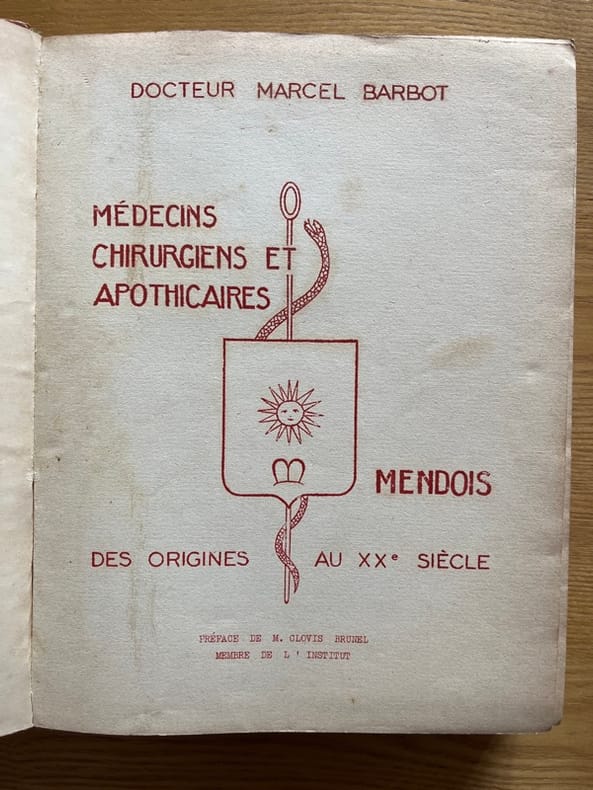 DOCTEUR MARCEL BARBOT
MÉDECINS
CHIRURGIENS ET
APOTHICAIRES
MENDOIS
DES ORIGINES AU XXe SIÈCLE
PRÉFACE DE M. CLOVIS BRUNEL
MEMBRE DE L ' INSTITUT